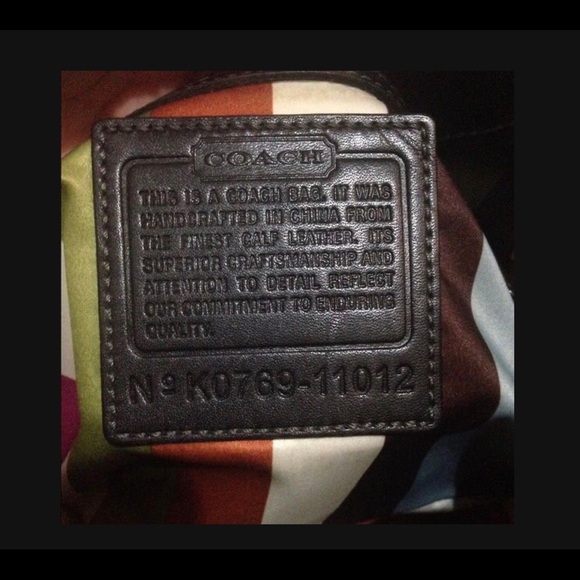 COACH
THIS IS A COACH BAG. IT WAS
HANDCRAFTED IN CHINA FROM
THE FINEST CALF LEATHER. ITS
SUPERIOR CRAFTSMANSHIP AND
ATTENTION TO DETAIL REFLECT
OUR COMMITMENT TO ENDURING
QUALITY.
Nº K0769-11012